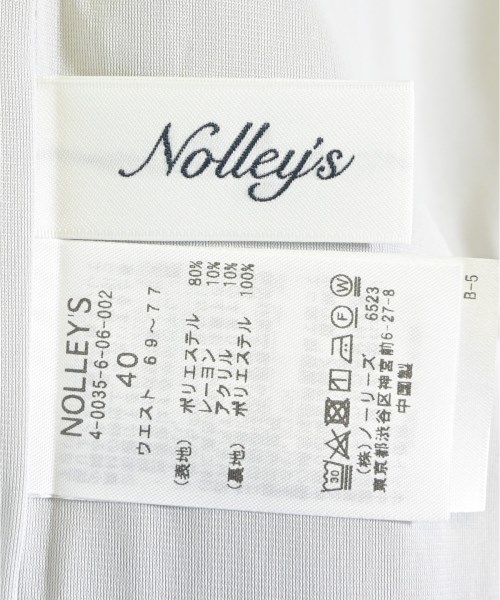 Nolley's
NOLLEY'S
4-0035-6-06-002
40
ウエスト 69～77
(表地) ポリエステル 80%
レーヨン 10%
アクリル 10%
(裏地) ポリエステル 100%
30 F W
(株)ノーリーズ 6523
東京都渋谷区神宮前6-27-8
中国製
B-5